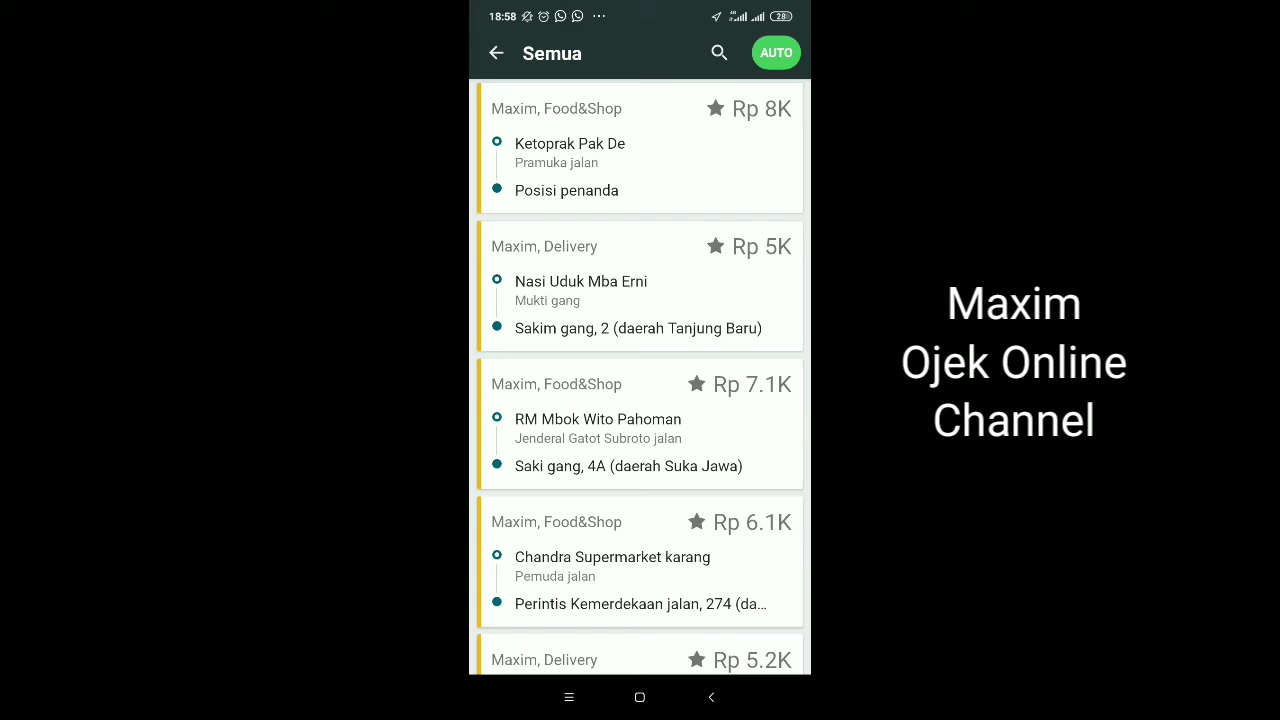 18:58
28
Semua
AUTO
Maxim, Food&Shop
Rp 8K
Ketoprak Pak De
Pramuka jalan
Posisi penanda
Maxim, Delivery
Rp 5K
Nasi Uduk Mba Erni
Mukti gang
Sakim gang, 2 (daerah Tanjung Baru)
Maxim, Food&Shop
Rp 7.1K
RM Mbok Wito Pahoman
Jenderal Gatot Subroto jalan
Saki gang, 4A (daerah Suka Jawa)
Maxim, Food&Shop
Rp 6.1K
Chandra Supermarket karang
Pemuda jalan
Perintis Kemerdekaan jalan, 274 (da...
Maxim, Delivery
Rp 5.2K
Maxim
Ojek Online
Channel